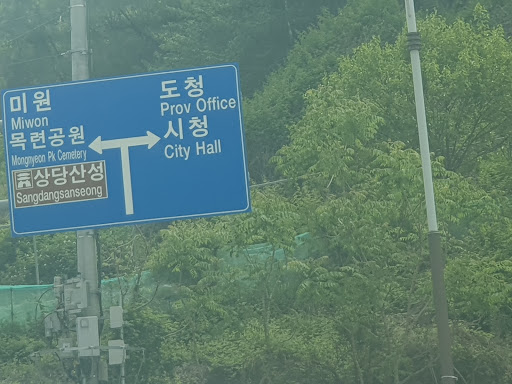 미원
Miwon
목련공원
Mongnyeon Pk Cemetery
상당산성
Sangdangsanseong
도청
Prov Office
시청
City Hall